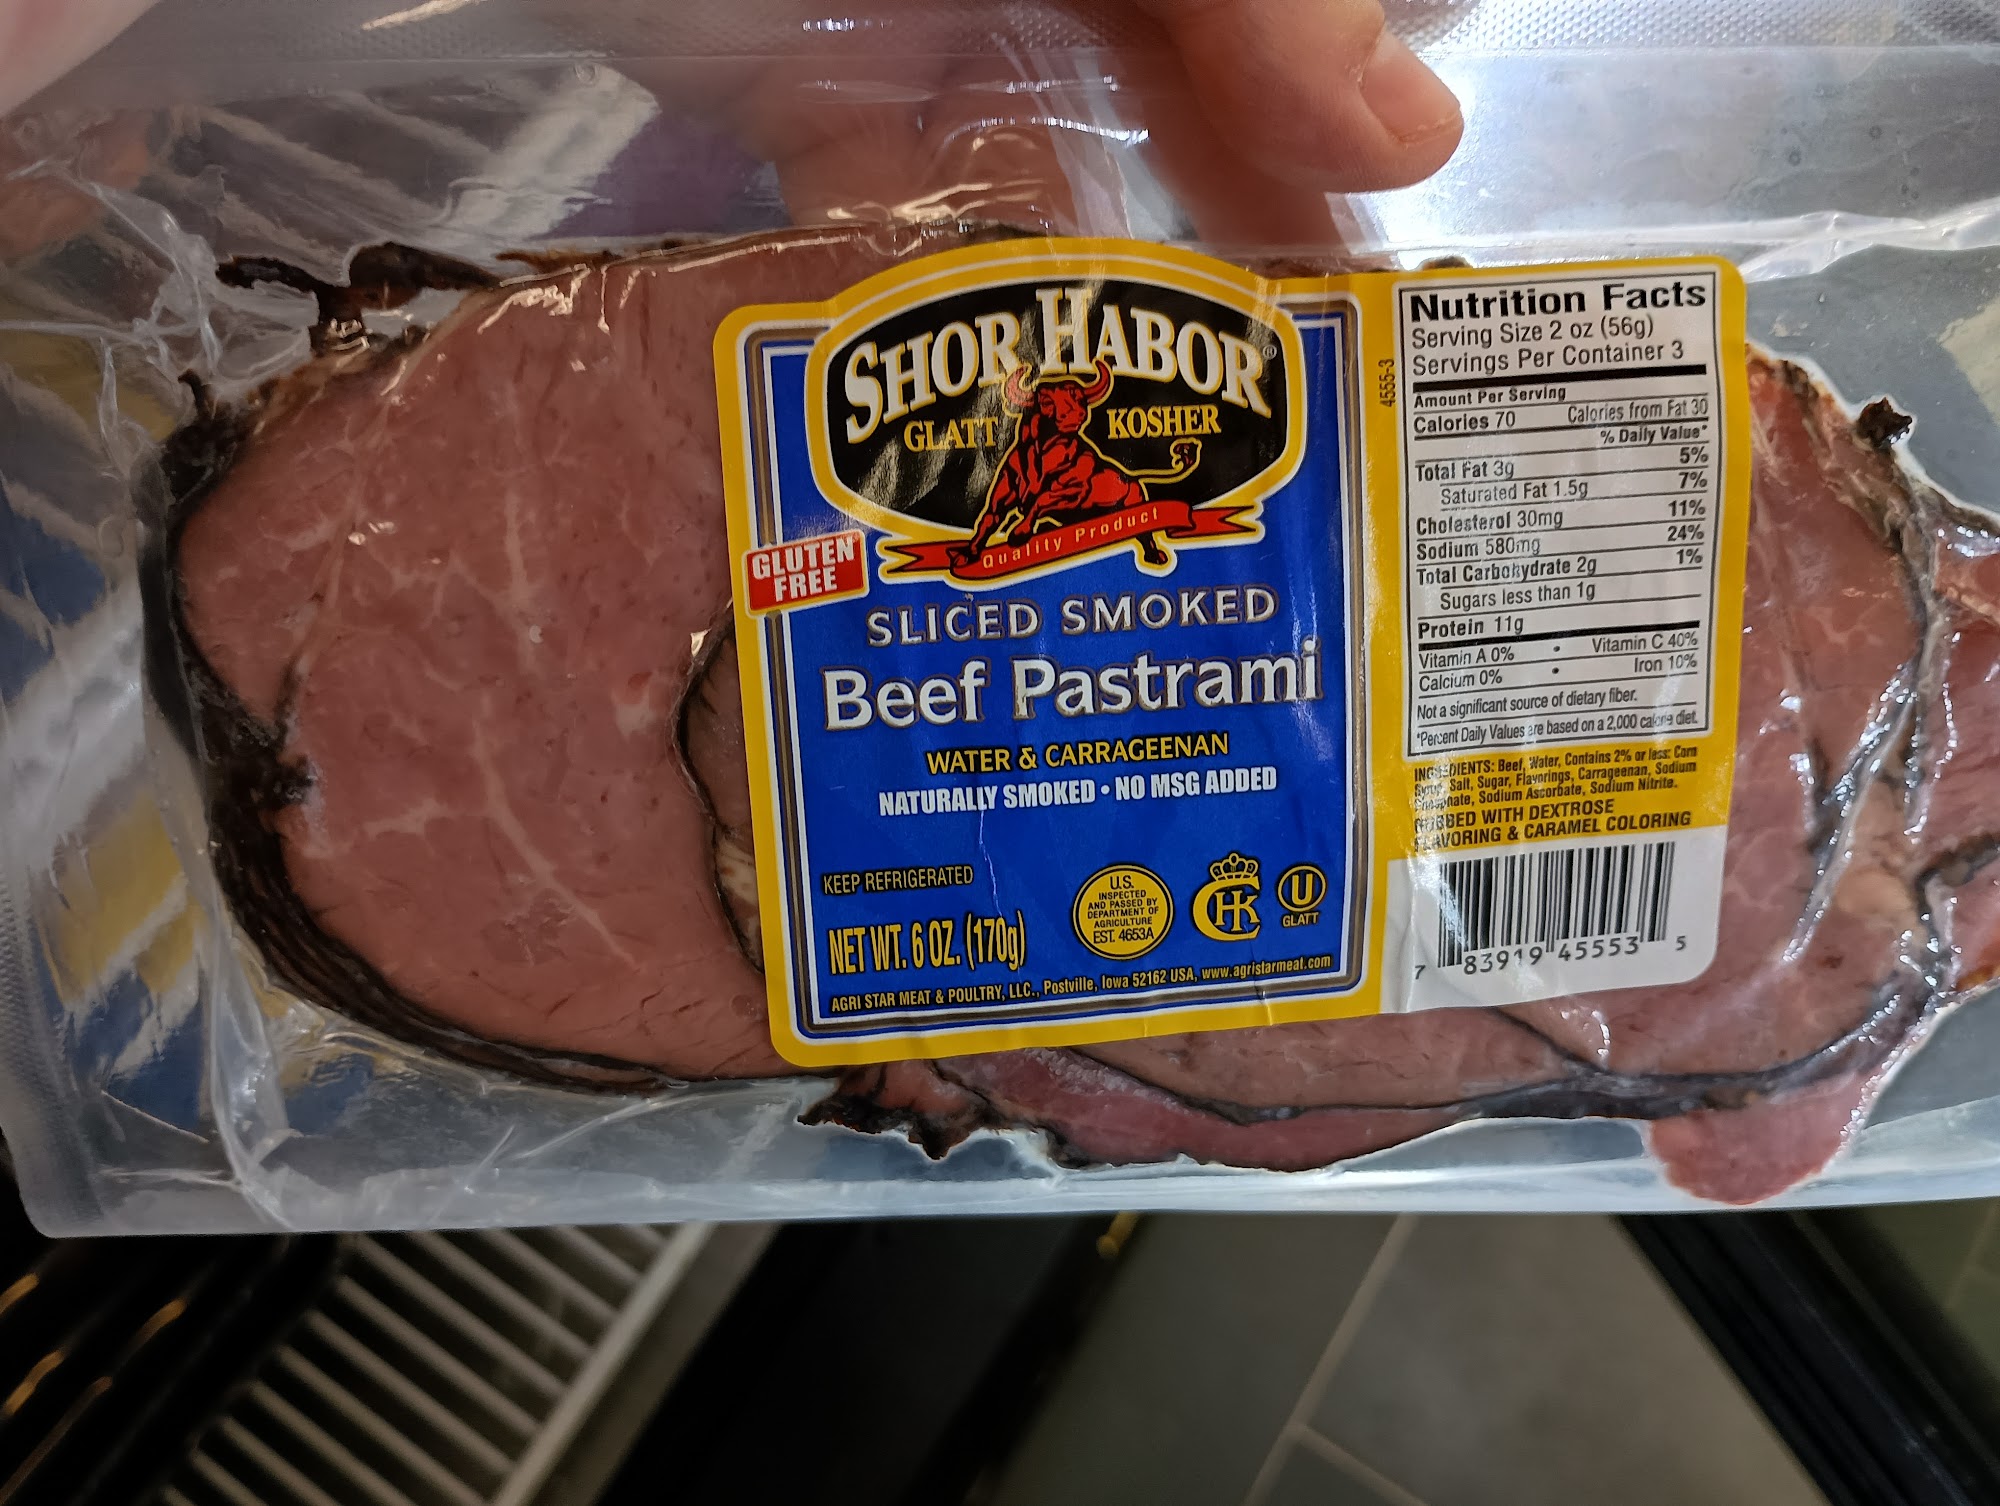 SHOR HABOR®
GLATT KOSHER
Quality Product
GLUTEN
FREE
SLICED SMOKED
Beef Pastrami
WATER & CARRAGEENAN
NATURALLY SMOKED • NO MSG ADDED
KEEP REFRIGERATED
NET WT. 6 OZ. (170g)
U.S.
INSPECTED
AND PASSED BY
DEPARTMENT OF
AGRICULTURE
EST. 4653A
CHK
U
GLATT
AGRI STAR MEAT & POULTRY, LLC., Postville, Iowa 52162 USA, www.agristarmeat.com
4555-3
Nutrition Facts
Serving Size 2 oz (56g)
Servings Per Container 3
Amount Per Serving
Calories 70 Calories from Fat 30
% Daily Value*
Total Fat 3g 5%
Saturated Fat 1.5g 7%
Cholesterol 30mg 11%
Sodium 580mg 24%
Total Carbohydrate 2g 1%
Sugars less than 1g
Protein 11g
Vitamin A 0% • Vitamin C 40%
Calcium 0% • Iron 10%
Not a significant source of dietary fiber.
*Percent Daily Values are based on a 2,000 calorie diet.
INGREDIENTS: Beef, Water, Contains 2% or less: Corn
Syrup, Salt, Sugar, Flavorings, Carrageenan, Sodium
Phosphate, Sodium Ascorbate, Sodium Nitrite.
RUBBED WITH DEXTROSE
FLAVORING & CARAMEL COLORING
7 83919 45553 5